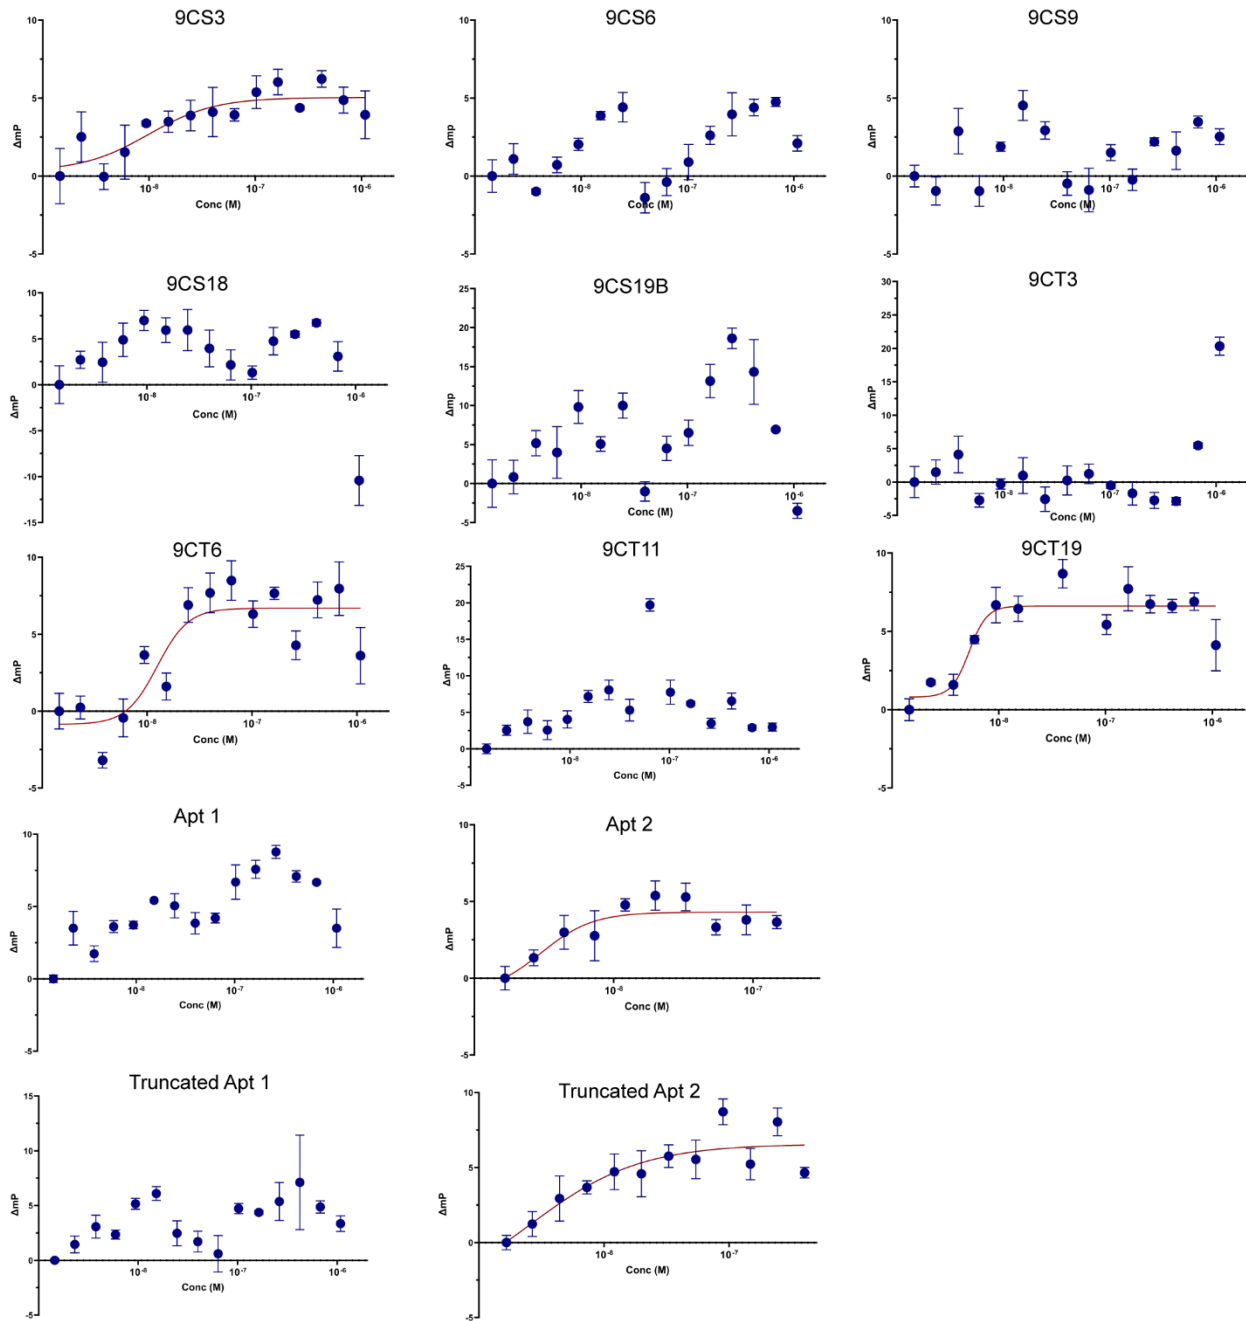 9CS3
10
5
0
-5
ΔmP
10⁻⁸
10⁻⁷
10⁻⁶
Conc (M)
9CS6
10
5
0
-5
Δmp
10⁻⁸
10⁻⁷
10⁻⁶
Conc (M)
9CS9
10
5
0
-5
ΔmP
10⁻⁸
10⁻⁷
10⁻⁶
Conc (M)
9CS18
10
5
0
-5
-10
-15
ΔmP
10⁻⁸
10⁻⁷
10⁻⁶
Conc (M)
9CS19B
25
20
15
10
5
0
-5
Δmp
10⁻⁸
10⁻⁷
10⁻⁶
Conc (M)
9CT3
30
25
20
15
10
5
0
-5
ΔmP
10⁻⁸
10⁻⁷
10⁻⁶
Conc (M)
9CT6
10
5
0
-5
ΔmP
10⁻⁸
10⁻⁷
10⁻⁶
Conc (M)
9CT11
25
20
15
10
5
0
-5
ΔmP
10⁻⁸
10⁻⁷
10⁻⁶
Conc (M)
9CT19
10
5
0
-5
ΔmP
10⁻⁸
10⁻⁷
10⁻⁶
Conc (M)
Apt 1
10
5
0
-5
ΔmP
10⁻⁸
10⁻⁷
10⁻⁶
Conc (M)
Apt 2
10
5
0
-5
ΔmP
10⁻⁸
10⁻⁷
Conc (M)
Truncated Apt 1
15
10
5
0
-5
ΔmP
10⁻⁸
10⁻⁷
10⁻⁶
Conc (M)
Truncated Apt 2
10
5
0
-5
ΔmP
10⁻⁸
10⁻⁷
Conc (M)